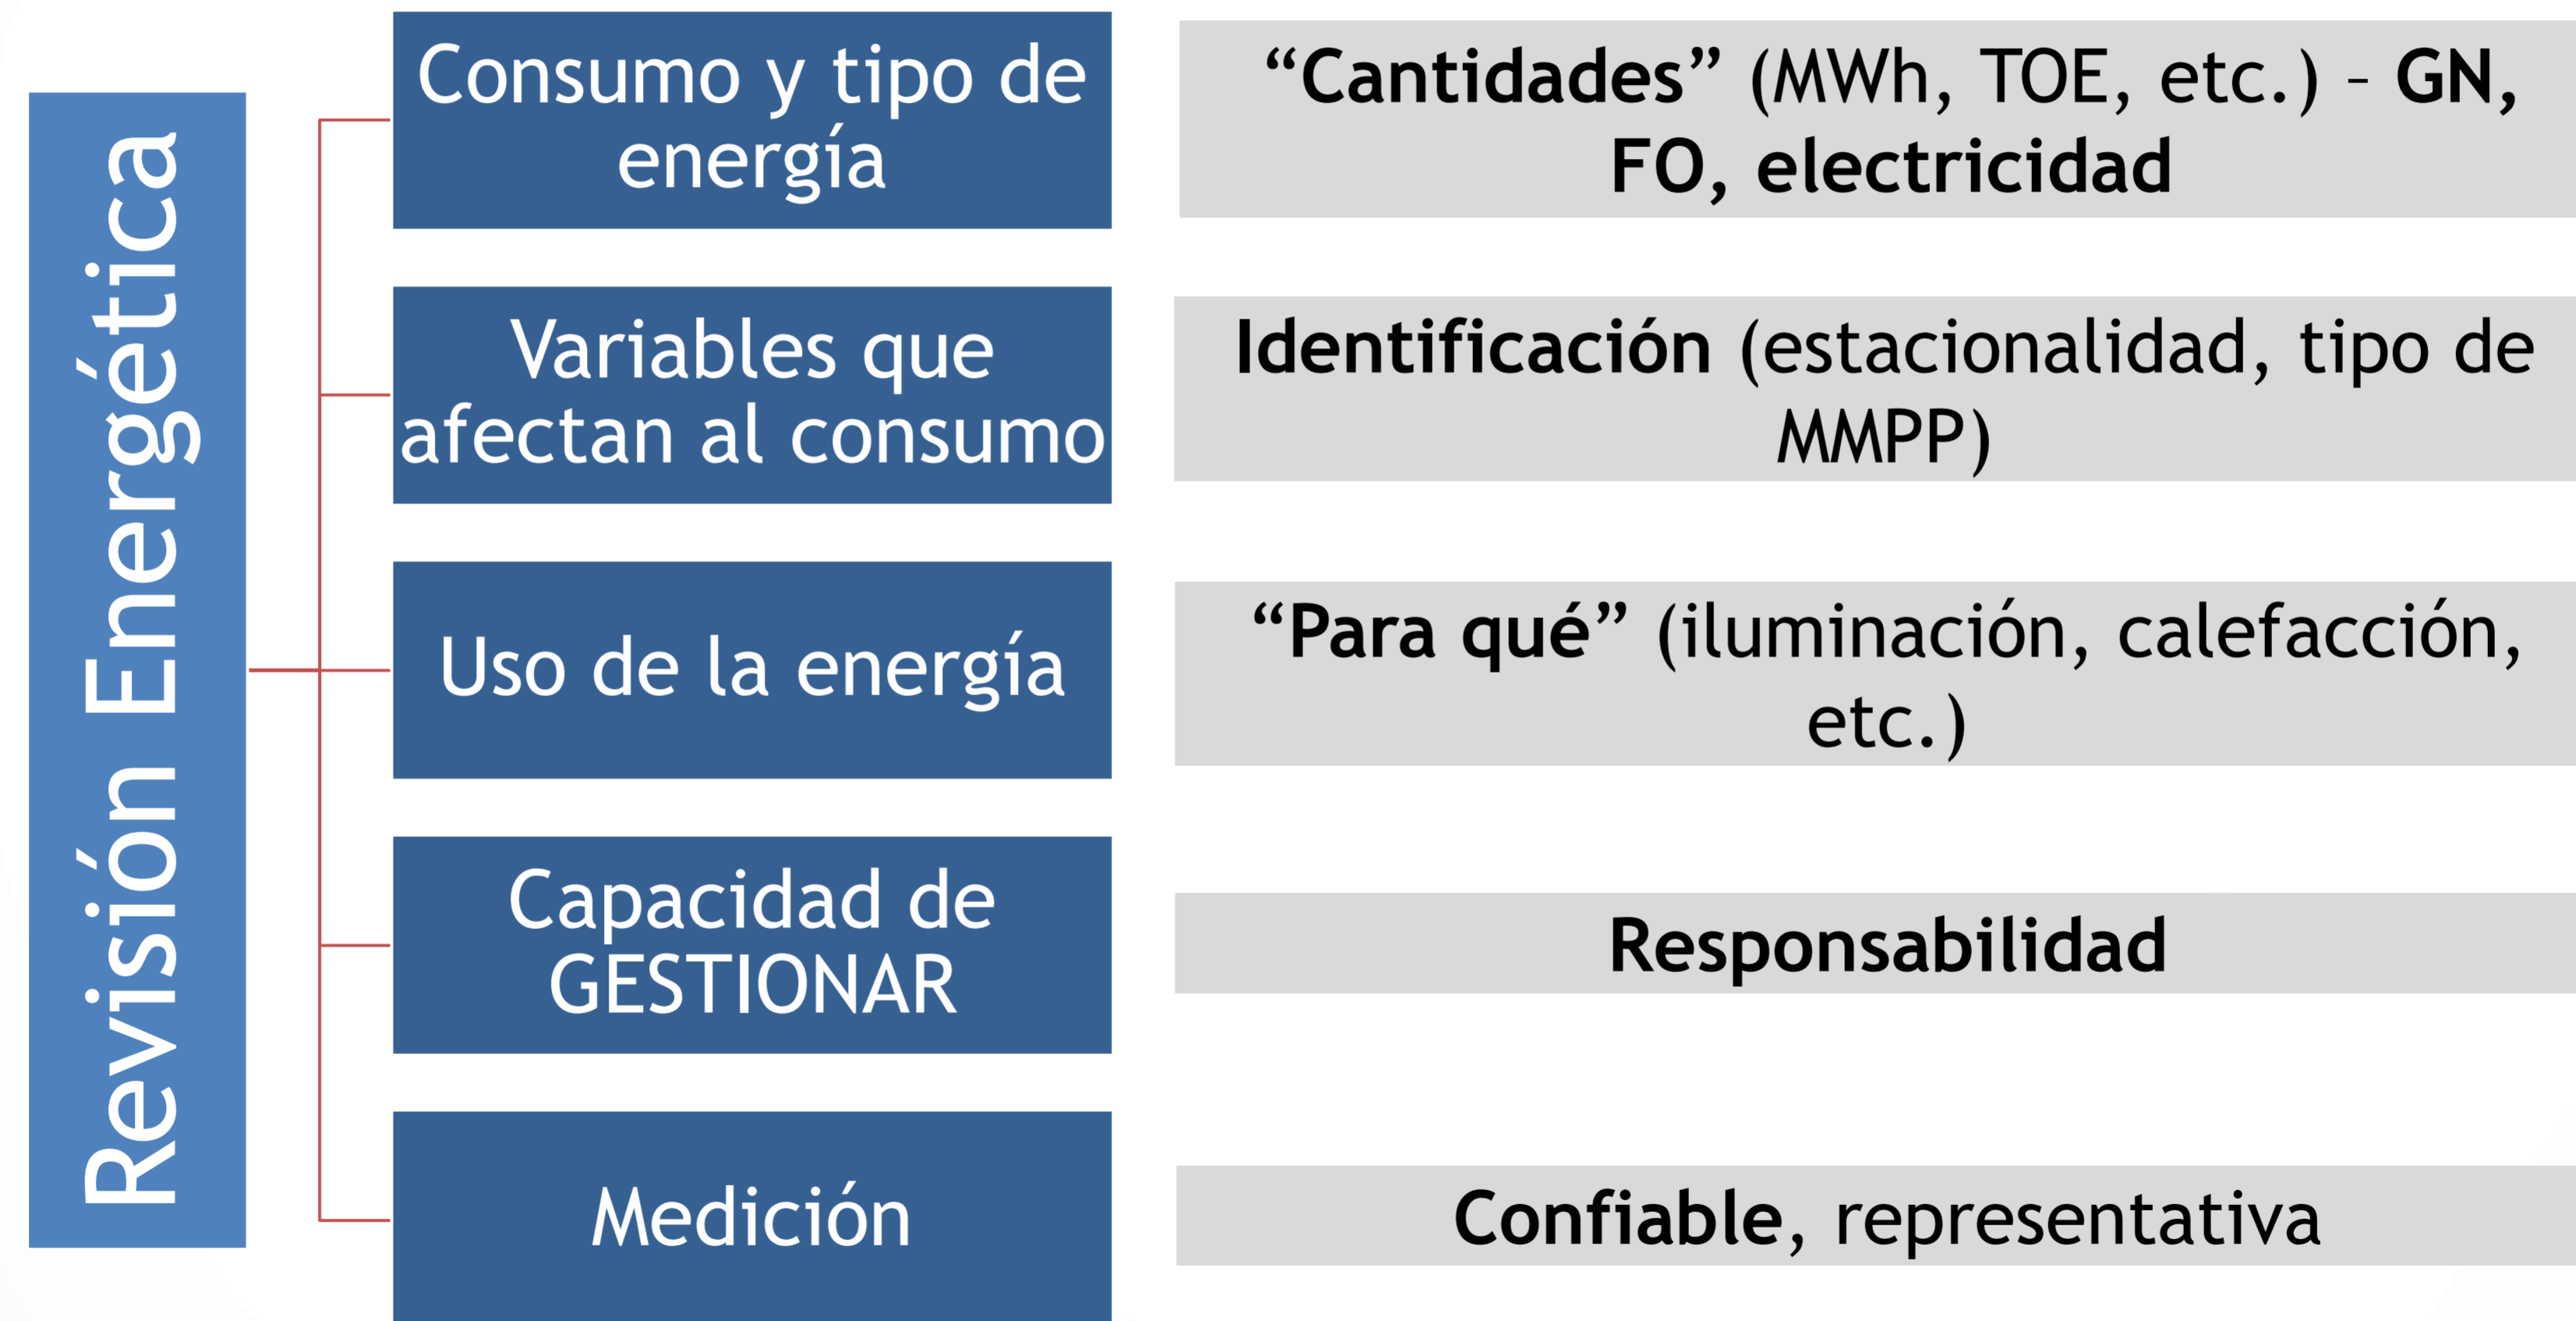 Revisión Energética
Consumo y tipo de
energía
“Cantidades” (MWh, TOE, etc.) – GN,
FO, electricidad
Variables que
afectan al consumo
Identificación (estacionalidad, tipo de
MMPP)
Uso de la energía
“Para qué” (iluminación, calefacción,
etc.)
Capacidad de
GESTIONAR
Responsabilidad
Medición
Confiable, representativa